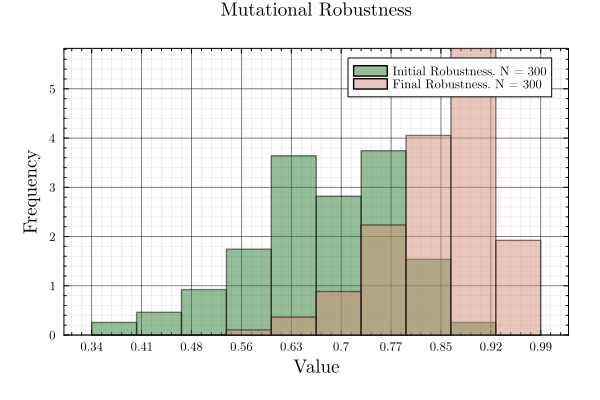 Mutational Robustness
Initial Robustness. N = 300
Final Robustness. N = 300
Frequency
5
4
3
2
1
0
0.34 0.41 0.48 0.56 0.63 0.7 0.77 0.85 0.92 0.99
Value